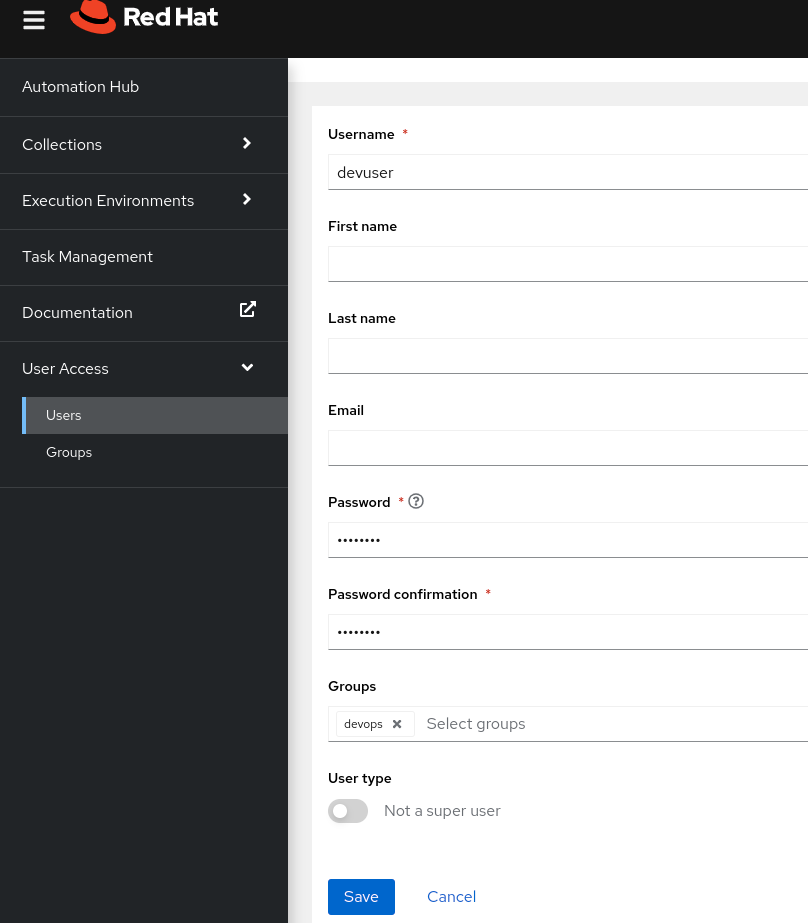 Red Hat
Automation Hub
Collections
Execution Environments
Task Management
Documentation
User Access
Users
Groups
Username *
devuser
First name
Last name
Email
Password *
••••••••
Password confirmation *
••••••••
Groups
devops Select groups
User type
Not a super user
Save Cancel